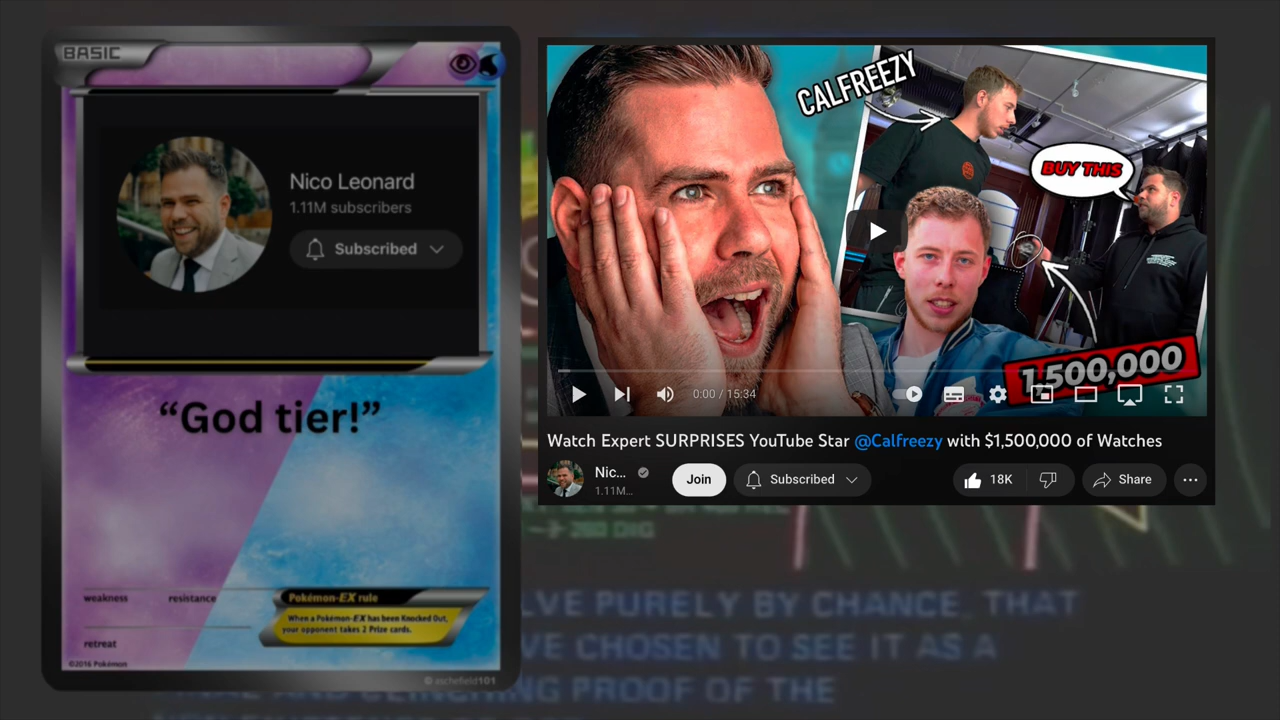 BASIC
Nico Leonard
1.11M subscribers
Subscribed
“God tier!”
weakness
resistance
retreat
Pokémon-EX rule
When a Pokémon-EX has been Knocked Out,
your opponent takes 2 Prize cards.
©2016 Pokémon
© aschefield101
CALFREEZY
BUY THIS
1,500,000
0:00 / 15:34
Watch Expert SURPRISES YouTube Star @Calfreezy with $1,500,000 of Watches
Nic...
1.11M...
Join
Subscribed
18K
Share
LVE PURELY BY CHANCE, THAT
VE CHOSEN TO SEE IT AS A
PROOF OF THE